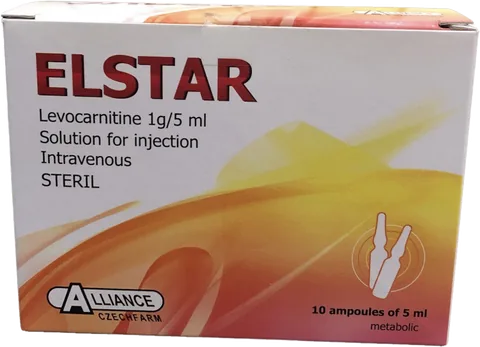 ELSTAR
Levocarnitine 1g/5 ml
Solution for injection
Intravenous
STERIL
ALLIANCE
CZECHFARM
10 ampoules of 5 ml
metabolic